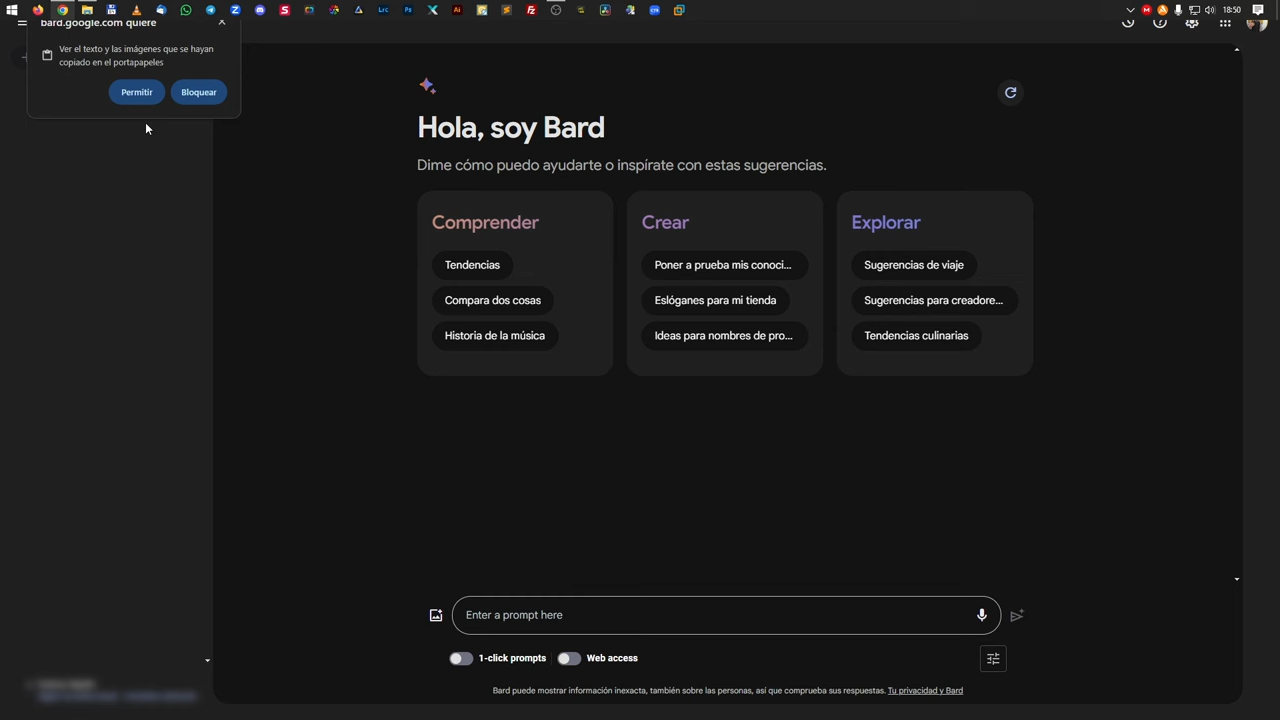 18:50
bard.google.com quiere
Ver el texto y las imágenes que se hayan
copiado en el portapapeles
Permitir
Bloquear
Hola, soy Bard
Dime cómo puedo ayudarte o inspírate con estas sugerencias.
Comprender
Tendencias
Compara dos cosas
Historia de la música
Crear
Poner a prueba mis conoci...
Eslóganes para mi tienda
Ideas para nombres de pro...
Explorar
Sugerencias de viaje
Sugerencias para creadore...
Tendencias culinarias
Enter a prompt here
1-click prompts
Web access
Bard puede mostrar información inexacta, también sobre las personas, así que comprueba sus respuestas. Tu privacidad y Bard